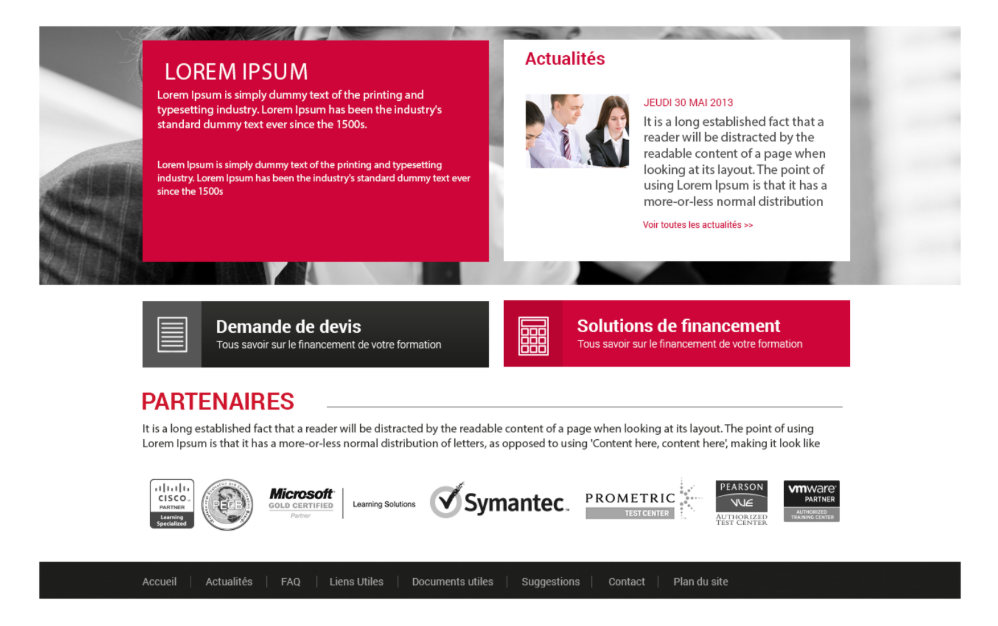 LOREM IPSUM
Lorem Ipsum is simply dummy text of the printing and
typesetting industry. Lorem Ipsum has been the industry's
standard dummy text ever since the 1500s.
Lorem Ipsum is simply dummy text of the printing and typesetting
industry. Lorem Ipsum has been the industry's standard dummy text ever
since the 1500s
Actualités
JEUDI 30 MAI 2013
It is a long established fact that a
reader will be distracted by the
readable content of a page when
looking at its layout. The point of
using Lorem Ipsum is that it has a
more-or-less normal distribution
Voir toutes les actualités >>
Demande de devis
Tous savoir sur le financement de votre formation
Solutions de financement
Tous savoir sur le financement de votre formation
PARTENAIRES
It is a long established fact that a reader will be distracted by the readable content of a page when looking at its layout. The point of using
Lorem Ipsum is that it has a more-or-less normal distribution of letters, as opposed to using 'Content here, content here', making it look like
CISCO
PARTNER
Learning
Specialized
PECB
Microsoft
GOLD CERTIFIED
Partner
Learning Solutions
Symantec.
PROMETRIC
TEST CENTER
PEARSON
VUE
AUTHORIZED
TEST CENTER
vmware
PARTNER
AUTHORIZED
TRAINING CENTER
Accueil
Actualités
FAQ
Liens Utiles
Documents utiles
Suggestions
Contact
Plan du site